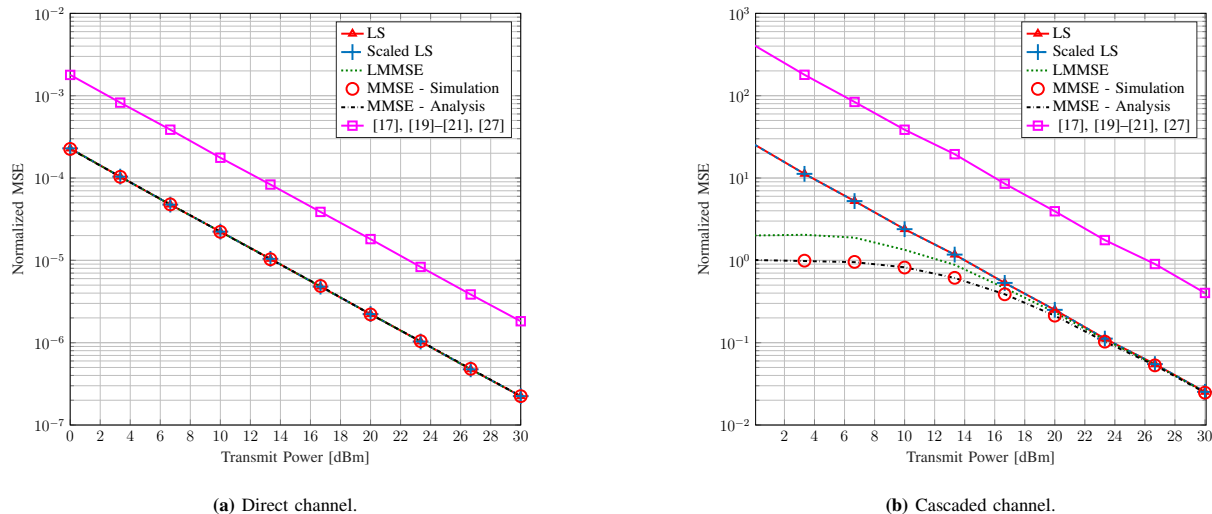 10^−2
10^−3
10^−4
10^−5
10^−6
10^−7
Normalized MSE
0 2 4 6 8 10 12 14 16 18 20 22 24 26 28 30
Transmit Power [dBm]
LS
Scaled LS
LMMSE
MMSE - Simulation
MMSE - Analysis
[17], [19]–[21], [27]
(a) Direct channel.
10^3
10^2
10^1
10^0
10^−1
10^−2
Normalized MSE
2 4 6 8 10 12 14 16 18 20 22 24 26 28 30
Transmit Power [dBm]
LS
Scaled LS
LMMSE
MMSE - Simulation
MMSE - Analysis
[17], [19]–[21], [27]
(b) Cascaded channel.